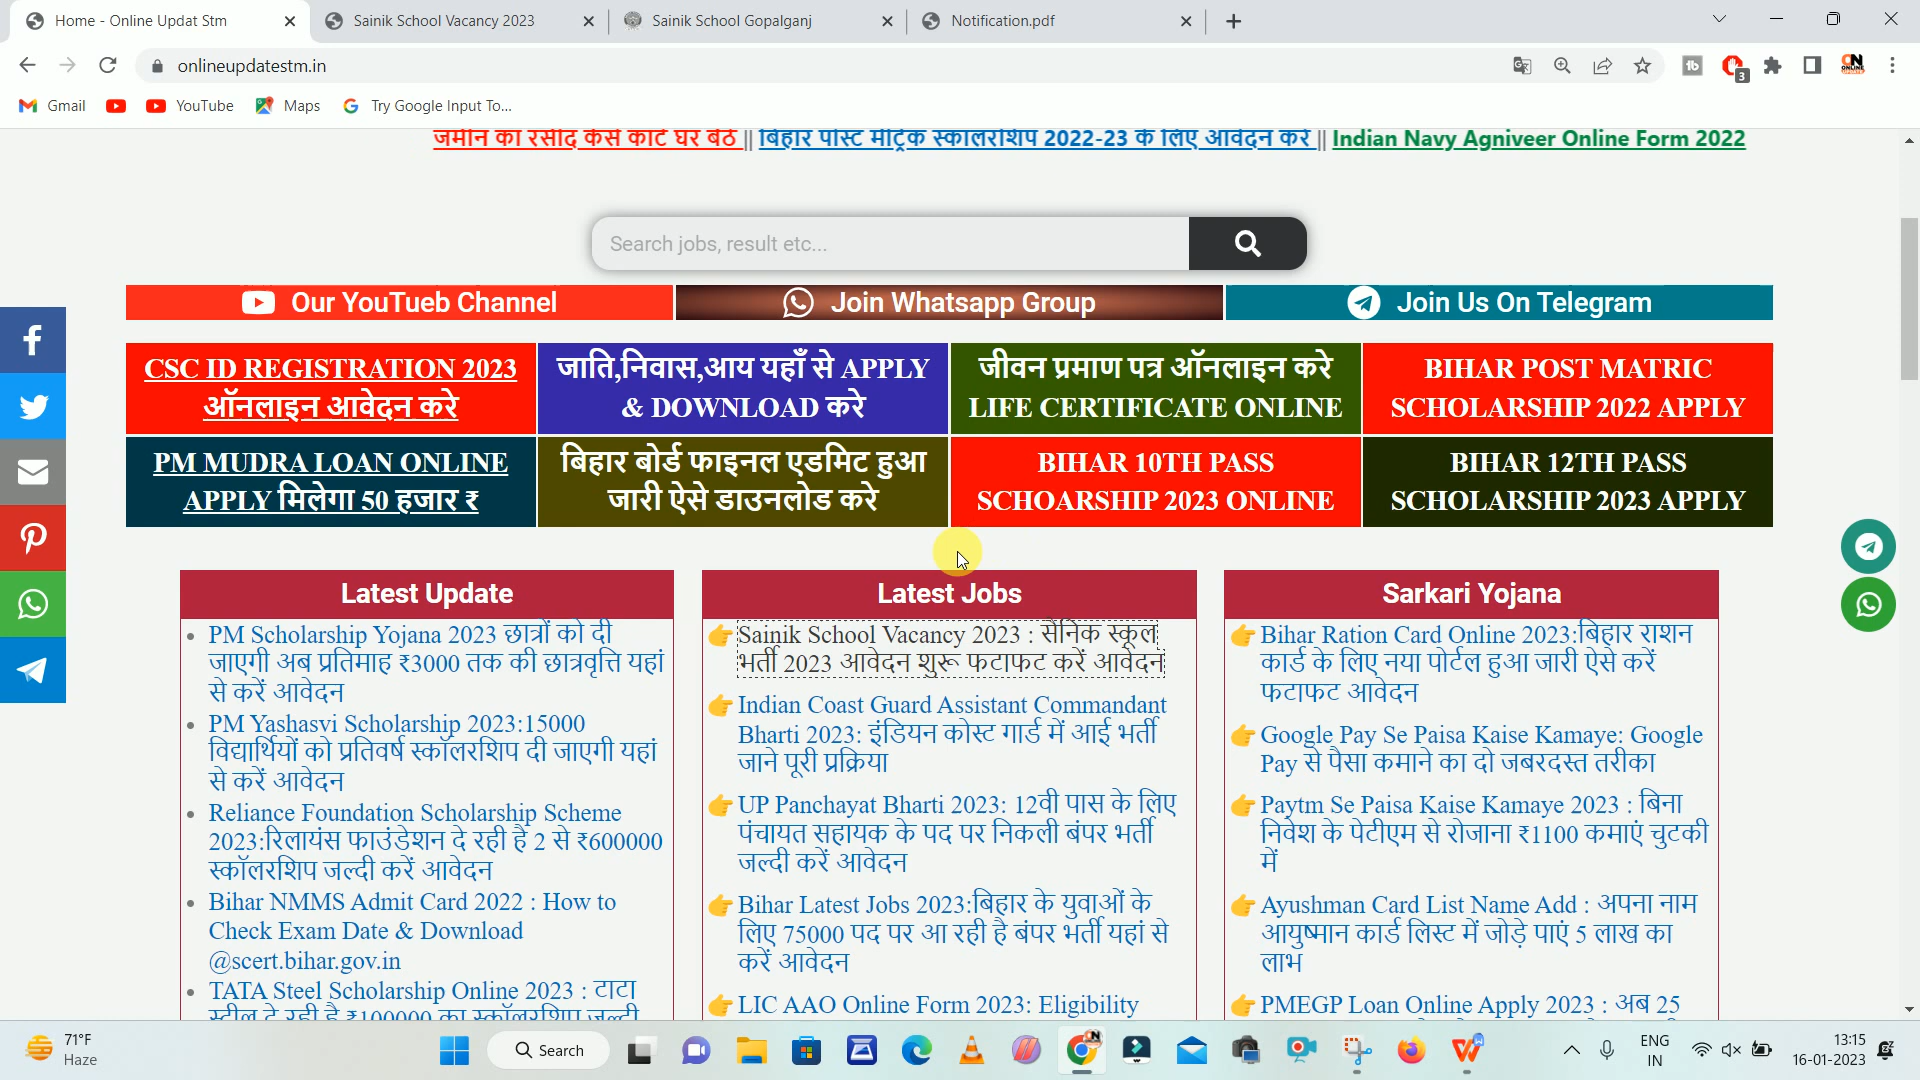 Home - Online Updat Stm
Sainik School Vacancy 2023
Sainik School Gopalganj
Notification.pdf
onlineupdatestm.in
3
Gmail
YouTube
Maps
Try Google Input To...
जमीन का रसीद कैसे काटे घर बैठे || बिहार पोस्ट मैट्रिक स्कॉलरशिप 2022-23 के लिए आवेदन करे || Indian Navy Agniveer Online Form 2022
Search jobs, result etc...
Our YouTueb Channel
Join Whatsapp Group
Join Us On Telegram
CSC ID REGISTRATION 2023
ऑनलाइन आवेदन करे
जाति,निवास,आय यहाँ से APPLY
& DOWNLOAD करे
जीवन प्रमाण पत्र ऑनलाइन करे
LIFE CERTIFICATE ONLINE
BIHAR POST MATRIC
SCHOLARSHIP 2022 APPLY
PM MUDRA LOAN ONLINE
APPLY मिलेगा 50 हजार ₹
बिहार बोर्ड फाइनल एडमिट हुआ
जारी ऐसे डाउनलोड करे
BIHAR 10TH PASS
SCHOARSHIP 2023 ONLINE
BIHAR 12TH PASS
SCHOLARSHIP 2023 APPLY
Latest Update
PM Scholarship Yojana 2023 छात्रों को दी
जाएगी अब प्रतिमाह ₹3000 तक की छात्रवृत्ति यहां
से करें आवेदन
PM Yashasvi Scholarship 2023:15000
विद्यार्थियों को प्रतिवर्ष स्कॉलरशिप दी जाएगी यहां
से करें आवेदन
Reliance Foundation Scholarship Scheme
2023:रिलायंस फाउंडेशन दे रही है 2 से ₹600000
स्कॉलरशिप जल्दी करें आवेदन
Bihar NMMS Admit Card 2022 : How to
Check Exam Date & Download
@scert.bihar.gov.in
TATA Steel Scholarship Online 2023 : टाटा
स्टील दे रही है ₹100000 का स्कॉलरशिप जल्दी
Latest Jobs
Sainik School Vacancy 2023 : सैनिक स्कूल
भर्ती 2023 आवेदन शुरू फटाफट करें आवेदन
Indian Coast Guard Assistant Commandant
Bharti 2023: इंडियन कोस्ट गार्ड में आई भर्ती
जाने पूरी प्रक्रिया
UP Panchayat Bharti 2023: 12वी पास के लिए
पंचायत सहायक के पद पर निकली बंपर भर्ती
जल्दी करें आवेदन
Bihar Latest Jobs 2023:बिहार के युवाओं के
लिए 75000 पद पर आ रही है बंपर भर्ती यहां से
करें आवेदन
LIC AAO Online Form 2023: Eligibility
Sarkari Yojana
Bihar Ration Card Online 2023:बिहार राशन
कार्ड के लिए नया पोर्टल हुआ जारी ऐसे करें
फटाफट आवेदन
Google Pay Se Paisa Kaise Kamaye: Google
Pay से पैसा कमाने का दो जबरदस्त तरीका
Paytm Se Paisa Kaise Kamaye 2023 : बिना
निवेश के पेटीएम से रोजाना ₹1100 कमाएं चुटकी
में
Ayushman Card List Name Add : अपना नाम
आयुष्मान कार्ड लिस्ट में जोड़े पाएं 5 लाख का
लाभ
PMEGP Loan Online Apply 2023 : अब 25
71°F
Haze
Search
ENG
IN
13:15
16-01-2023